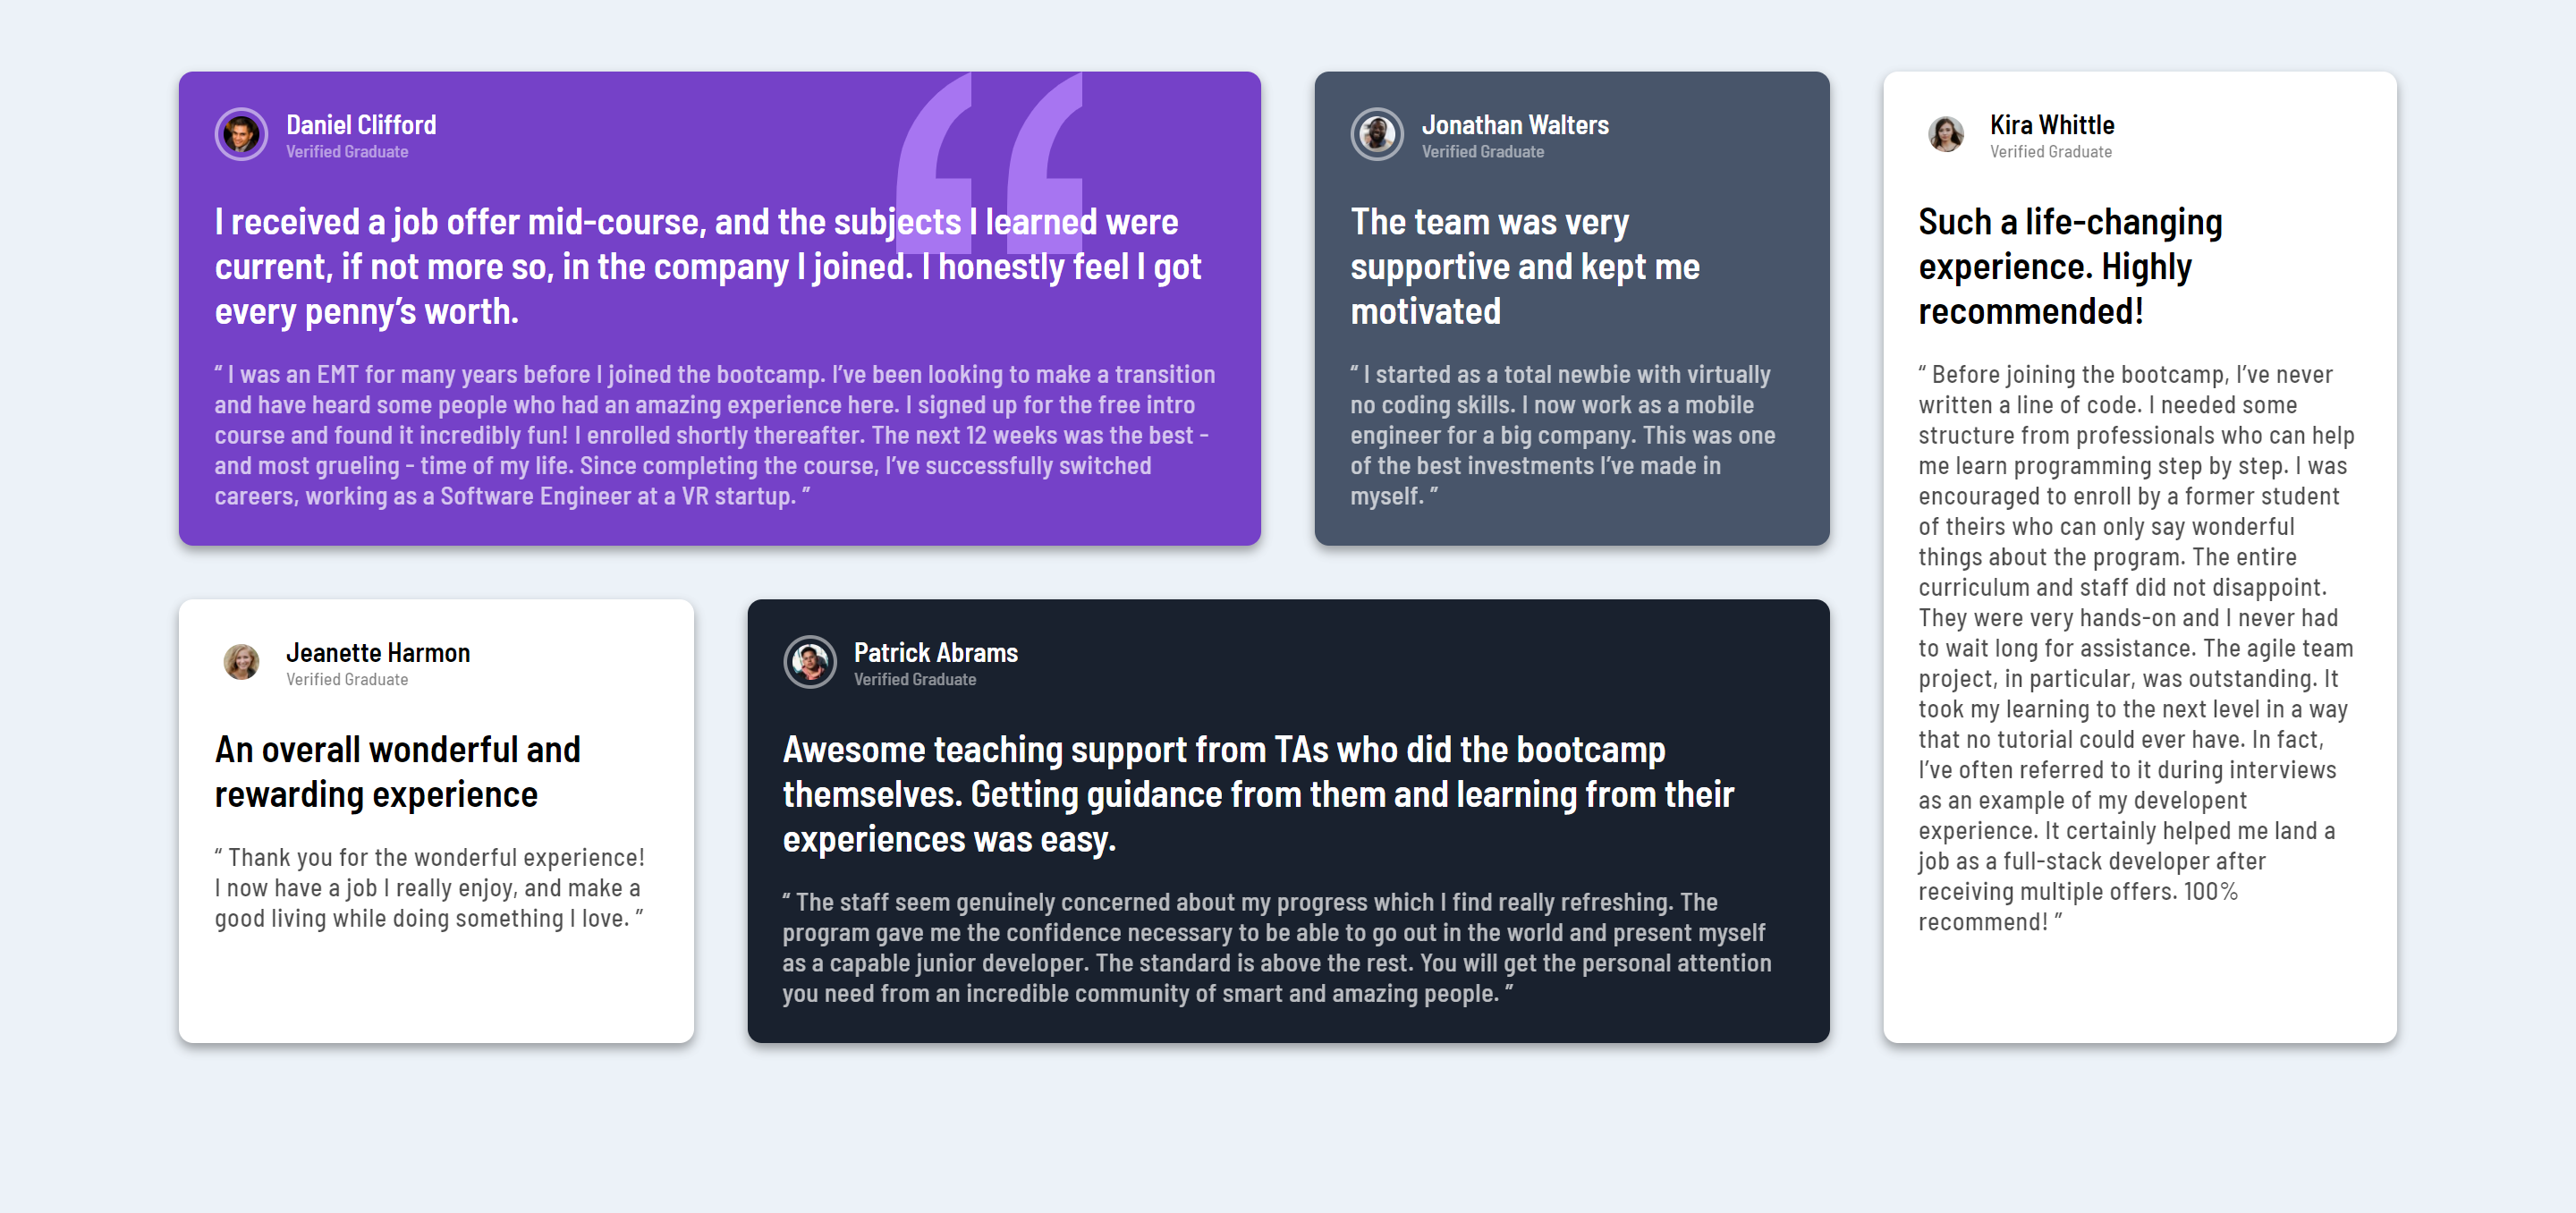 Daniel Clifford
Verified Graduate
I received a job offer mid-course, and the subjects I learned were
current, if not more so, in the company I joined. I honestly feel I got
every penny’s worth.
“ I was an EMT for many years before I joined the bootcamp. I’ve been looking to make a transition
and have heard some people who had an amazing experience here. I signed up for the free intro
course and found it incredibly fun! I enrolled shortly thereafter. The next 12 weeks was the best -
and most grueling - time of my life. Since completing the course, I’ve successfully switched
careers, working as a Software Engineer at a VR startup. ”
Jonathan Walters
Verified Graduate
The team was very
supportive and kept me
motivated
“ I started as a total newbie with virtually
no coding skills. I now work as a mobile
engineer for a big company. This was one
of the best investments I’ve made in
myself. ”
Kira Whittle
Verified Graduate
Such a life-changing
experience. Highly
recommended!
“ Before joining the bootcamp, I’ve never
written a line of code. I needed some
structure from professionals who can help
me learn programming step by step. I was
encouraged to enroll by a former student
of theirs who can only say wonderful
things about the program. The entire
curriculum and staff did not disappoint.
They were very hands-on and I never had
to wait long for assistance. The agile team
project, in particular, was outstanding. It
took my learning to the next level in a way
that no tutorial could ever have. In fact,
I’ve often referred to it during interviews
as an example of my developent
experience. It certainly helped me land a
job as a full-stack developer after
receiving multiple offers. 100%
recommend! ”
Jeanette Harmon
Verified Graduate
An overall wonderful and
rewarding experience
“ Thank you for the wonderful experience!
I now have a job I really enjoy, and make a
good living while doing something I love. ”
Patrick Abrams
Verified Graduate
Awesome teaching support from TAs who did the bootcamp
themselves. Getting guidance from them and learning from their
experiences was easy.
“ The staff seem genuinely concerned about my progress which I find really refreshing. The
program gave me the confidence necessary to be able to go out in the world and present myself
as a capable junior developer. The standard is above the rest. You will get the personal attention
you need from an incredible community of smart and amazing people. ”